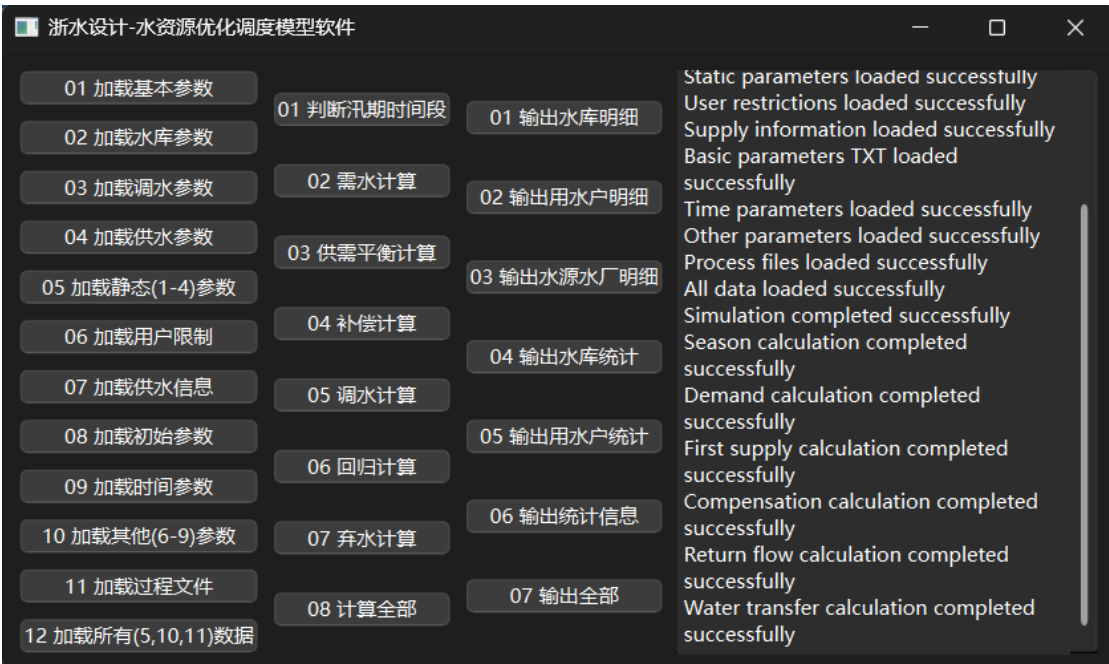 浙水设计-水资源优化调度模型软件
01 加载基本参数
02 加载水库参数
03 加载调水参数
04 加载供水参数
05 加载静态(1-4)参数
06 加载用户限制
07 加载供水信息
08 加载初始参数
09 加载时间参数
10 加载其他(6-9)参数
11 加载过程文件
12 加载所有(5,10,11)数据
01 判断汛期时间段
02 需水计算
03 供需平衡计算
04 补偿计算
05 调水计算
06 回归计算
07 弃水计算
08 计算全部
01 输出水库明细
02 输出用水户明细
03 输出水源水厂明细
04 输出水库统计
05 输出用水户统计
06 输出统计信息
07 输出全部
Static parameters loaded successfully
User restrictions loaded successfully
Supply information loaded successfully
Basic parameters TXT loaded
successfully
Time parameters loaded successfully
Other parameters loaded successfully
Process files loaded successfully
All data loaded successfully
Simulation completed successfully
Season calculation completed
successfully
Demand calculation completed
successfully
First supply calculation completed
successfully
Compensation calculation completed
successfully
Return flow calculation completed
successfully
Water transfer calculation completed
successfully